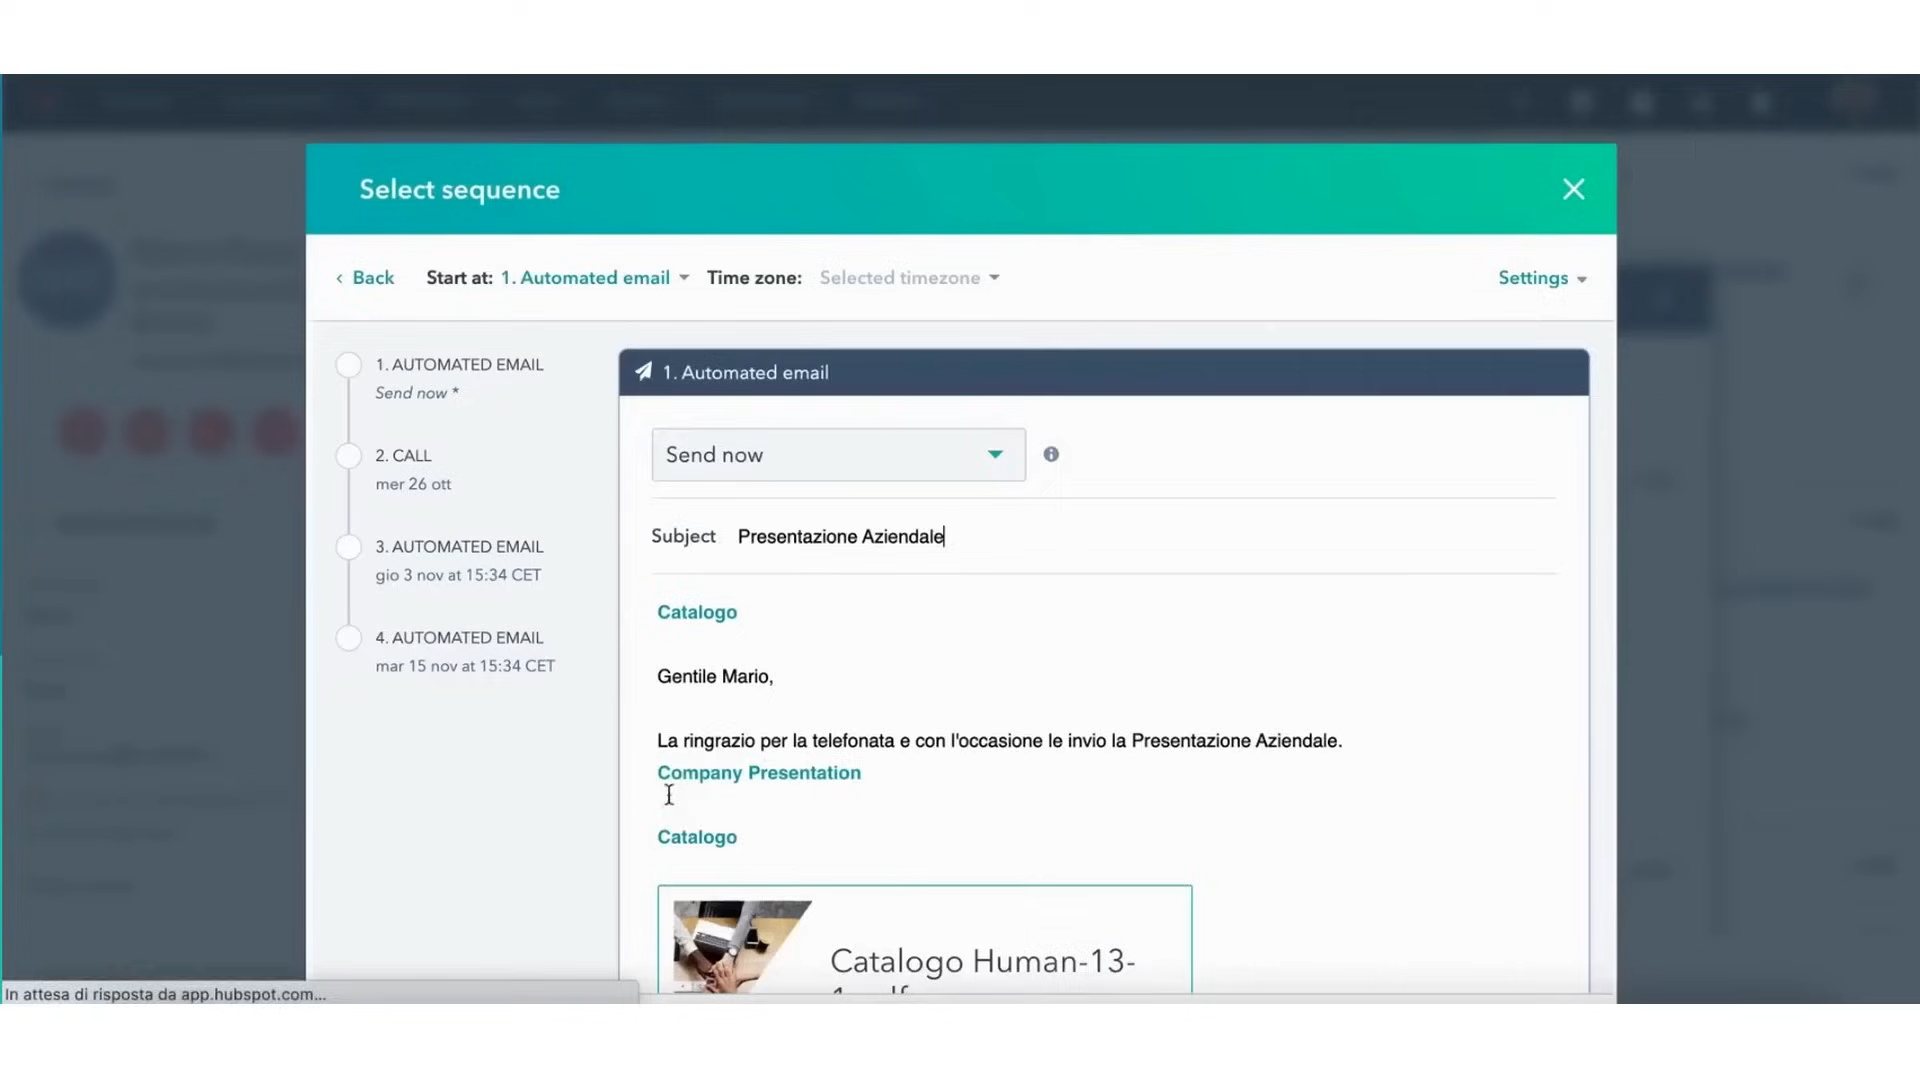 Select sequence
Back Start at: 1. Automated email Time zone: Selected timezone Settings
1. AUTOMATED EMAIL
Send now *
2. CALL
mer 26 ott
3. AUTOMATED EMAIL
gio 3 nov at 15:34 CET
4. AUTOMATED EMAIL
mar 15 nov at 15:34 CET
1. Automated email
Send now
Subject Presentazione Aziendale
Catalogo
Gentile Mario,
La ringrazio per la telefonata e con l'occasione le invio la Presentazione Aziendale.
Company Presentation
Catalogo
Catalogo Human-13-
In attesa di risposta da app.hubspot.com...